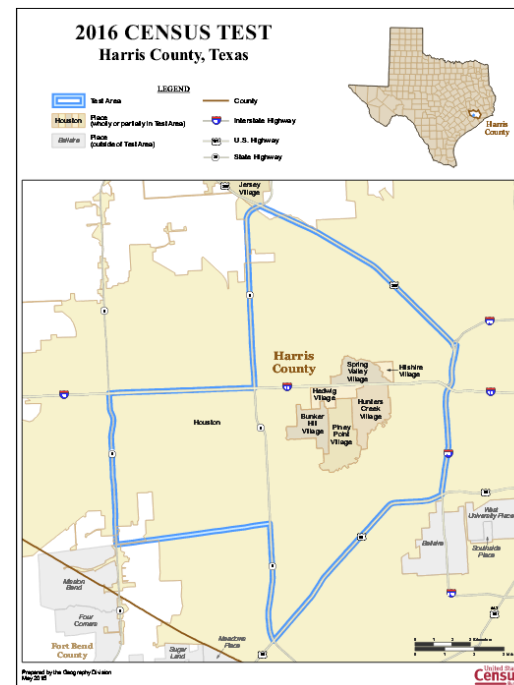 2016 CENSUS TEST
Harris County, Texas
LEGEND
Test Area
County
Houston
Place
(wholly or partially in Test Area)
Interstate Highway
Bellaire
Place
(outside of Test Area)
U.S. Highway
State Highway
Harris
County
Jersey
Village
Harris
County
Spring
Valley
Village
Hilshire
Village
Hedwig
Village
Hunters
Creek
Village
Houston
Bunker
Hill
Village
Piney
Point
Village
West
University Place
Bellaire
Southside
Place
Mission
Bend
Four
Corners
Fort Bend
County
Meadows
Place
Sugar
Land
Prepared by the Geography Division
Census